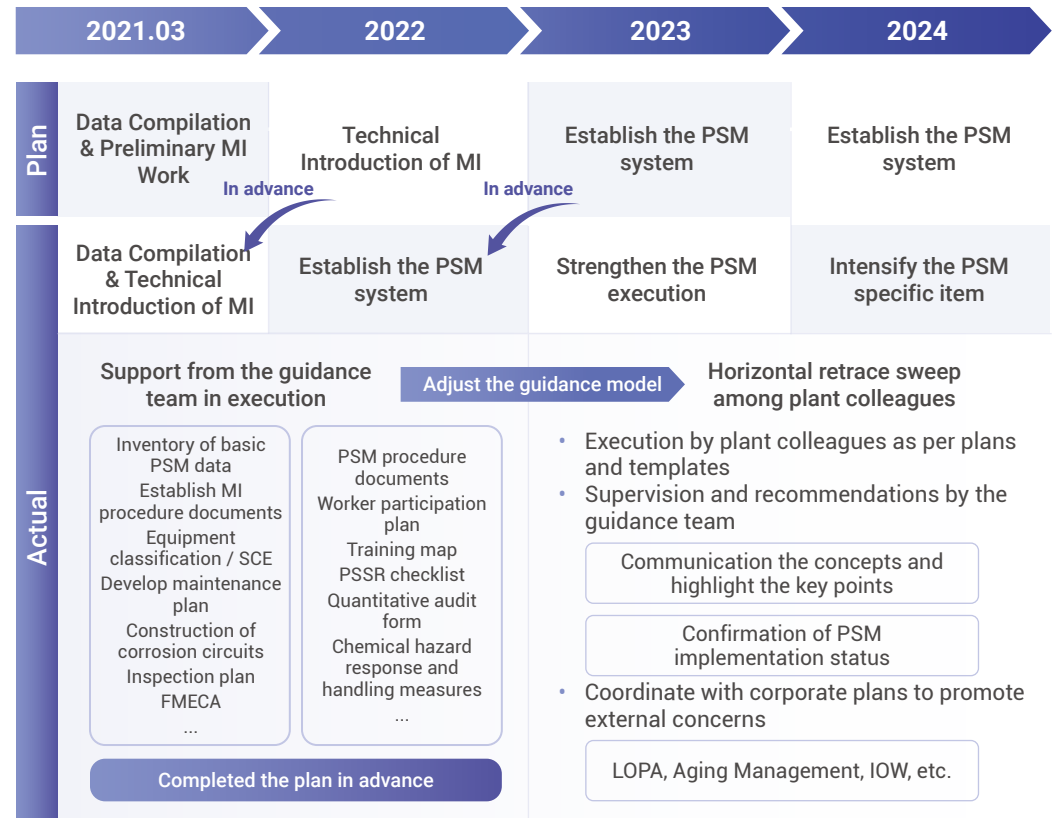 2021.03
2022
2023
2024
Plan
Data Compilation
& Preliminary MI
Work
Technical
Introduction of MI
Establish the PSM
system
Establish the PSM
system
In advance
In advance
Actual
Data Compilation
& Technical
Introduction of MI
Establish the PSM
system
Strengthen the PSM
execution
Intensify the PSM
specific item
Support from the guidance
team in execution
Adjust the guidance model
Horizontal retrace sweep
among plant colleagues
Inventory of basic
PSM data
Establish MI
procedure documents
Equipment
classification / SCE
Develop maintenance
plan
Construction of
corrosion circuits
Inspection plan
FMECA
...
PSM procedure
documents
Worker participation
plan
Training map
PSSR checklist
Quantitative audit
form
Chemical hazard
response and
handling measures
...
Completed the plan in advance
• Execution by plant colleagues as per plans
and templates
• Supervision and recommendations by the
guidance team
Communication the concepts and
highlight the key points
Confirmation of PSM
implementation status
• Coordinate with corporate plans to promote
external concerns
LOPA, Aging Management, IOW, etc.